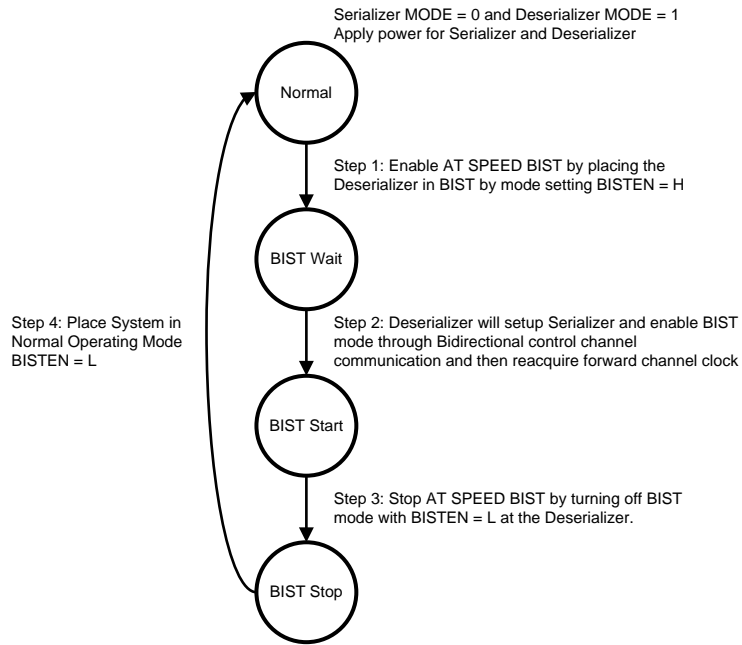 Serializer MODE = 0 and Deserializer MODE = 1
Apply power for Serializer and Deserializer
Normal
Step 1: Enable AT SPEED BIST by placing the
Deserializer in BIST by mode setting BISTEN = H
BIST Wait
Step 2: Deserializer will setup Serializer and enable BIST
mode through Bidirectional control channel
communication and then reacquire forward channel clock
BIST Start
Step 3: Stop AT SPEED BIST by turning off BIST
mode with BISTEN = L at the Deserializer.
BIST Stop
Step 4: Place System in
Normal Operating Mode
BISTEN = L